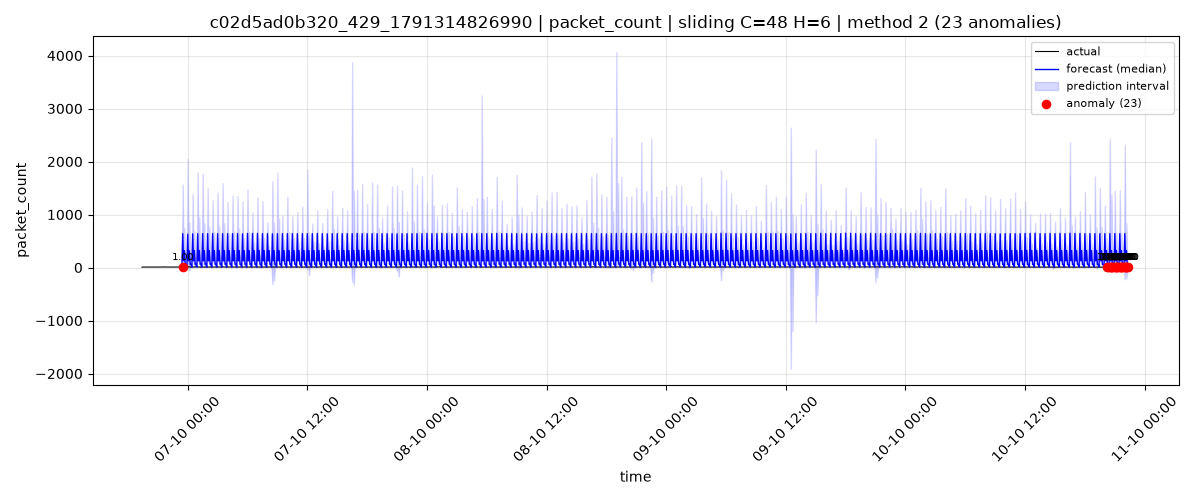 c02d5ad0b320_429_1791314826990 | packet_count | sliding C=48 H=6 | method 2 (23 anomalies)
actual
forecast (median)
prediction interval
anomaly (23)
packet_count
4000
3000
2000
1000
0
−1000
−2000
07-10 00:00
07-10 12:00
08-10 00:00
08-10 12:00
09-10 00:00
09-10 12:00
10-10 00:00
10-10 12:00
11-10 00:00
time